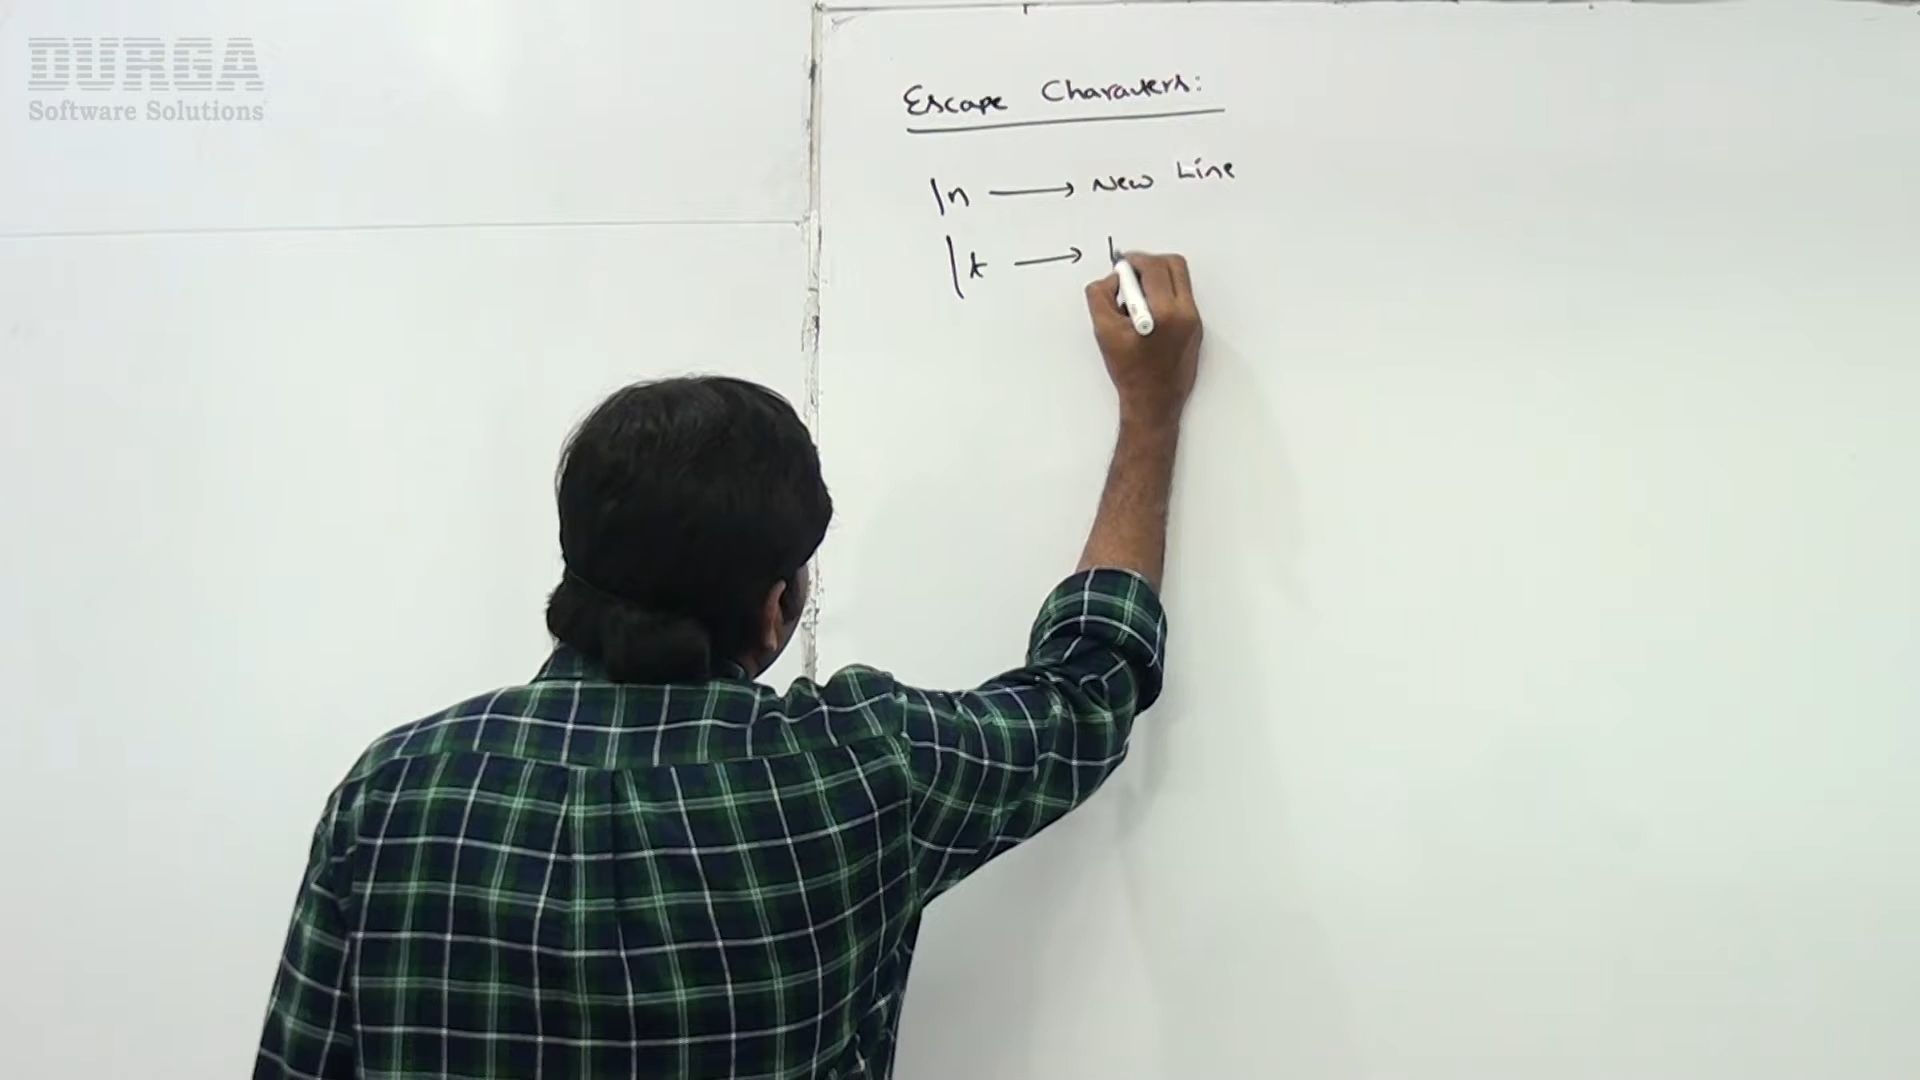 DURGA
Software Solutions
Escape Characters:
\n → New Line
\t →